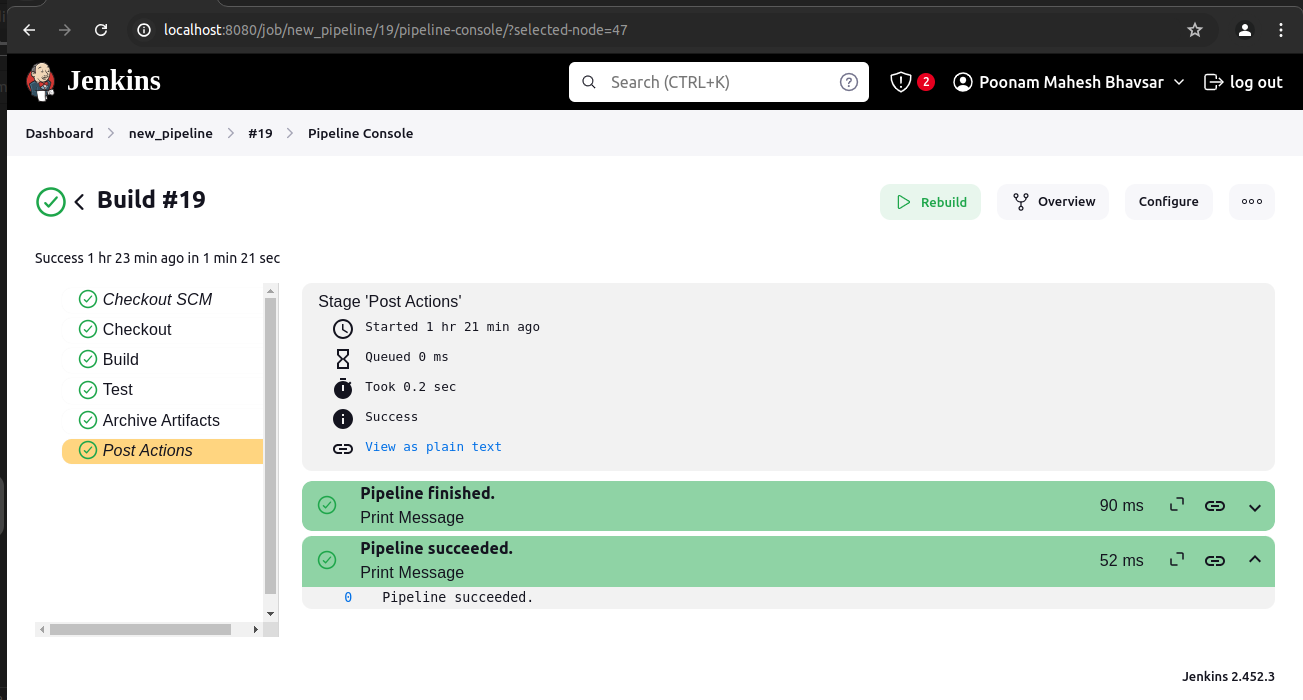 localhost:8080/job/new_pipeline/19/pipeline-console/?selected-node=47
Jenkins
Search (CTRL+K)
2
Poonam Mahesh Bhavsar
log out
Dashboard > new_pipeline > #19 > Pipeline Console
Build #19
Rebuild
Overview
Configure
Success 1 hr 23 min ago in 1 min 21 sec
Checkout SCM
Checkout
Build
Test
Archive Artifacts
Post Actions
Stage 'Post Actions'
Started 1 hr 21 min ago
Queued 0 ms
Took 0.2 sec
Success
View as plain text
Pipeline finished.
Print Message
90 ms
Pipeline succeeded.
Print Message
52 ms
0 Pipeline succeeded.
Jenkins 2.452.3